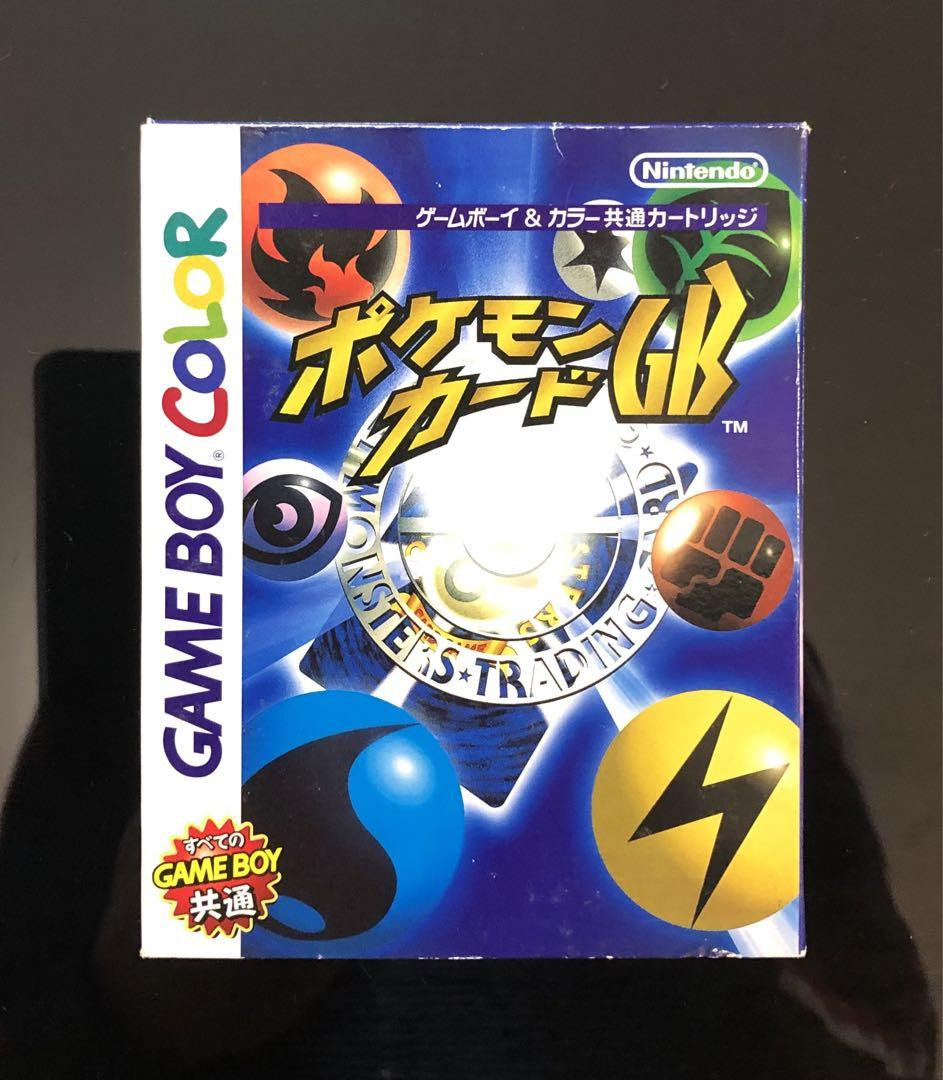 Nintendo®
ゲームボーイ & カラー 共通カートリッジ
ポケモン
カードGB
TM
GAME BOY® COLOR
MONSTERS★TRADING★CARD★
STARS
すべての
GAME BOY
共通